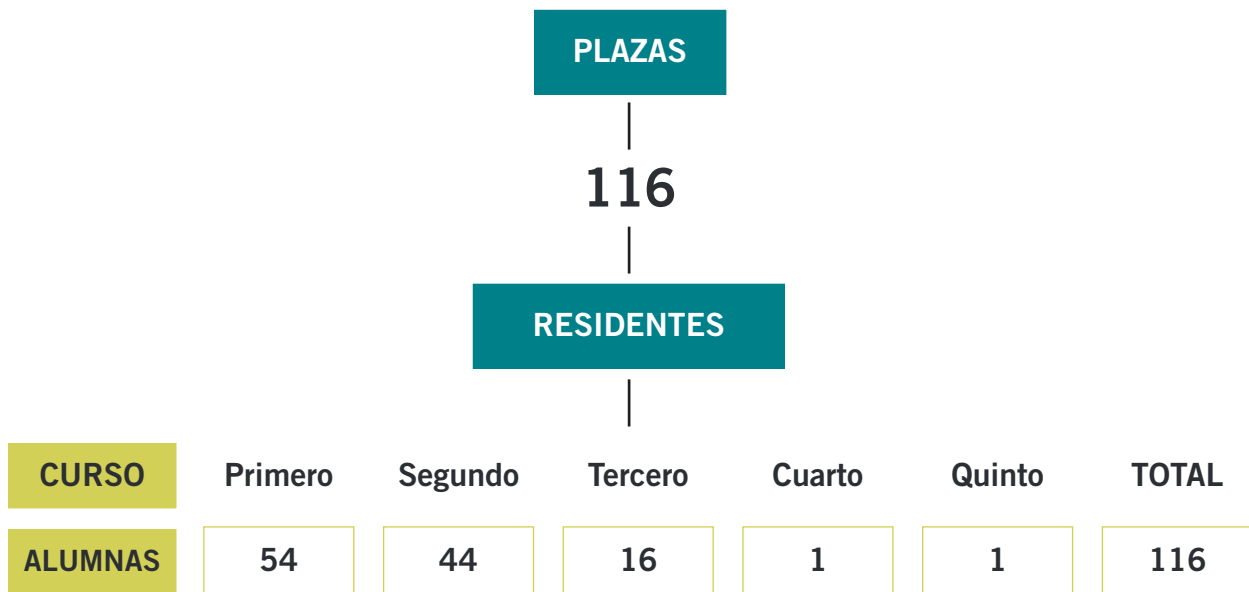 PLAZAS
116
RESIDENTES
CURSO Primero Segundo Tercero Cuarto Quinto TOTAL
ALUMNAS 54 44 16 1 1 116